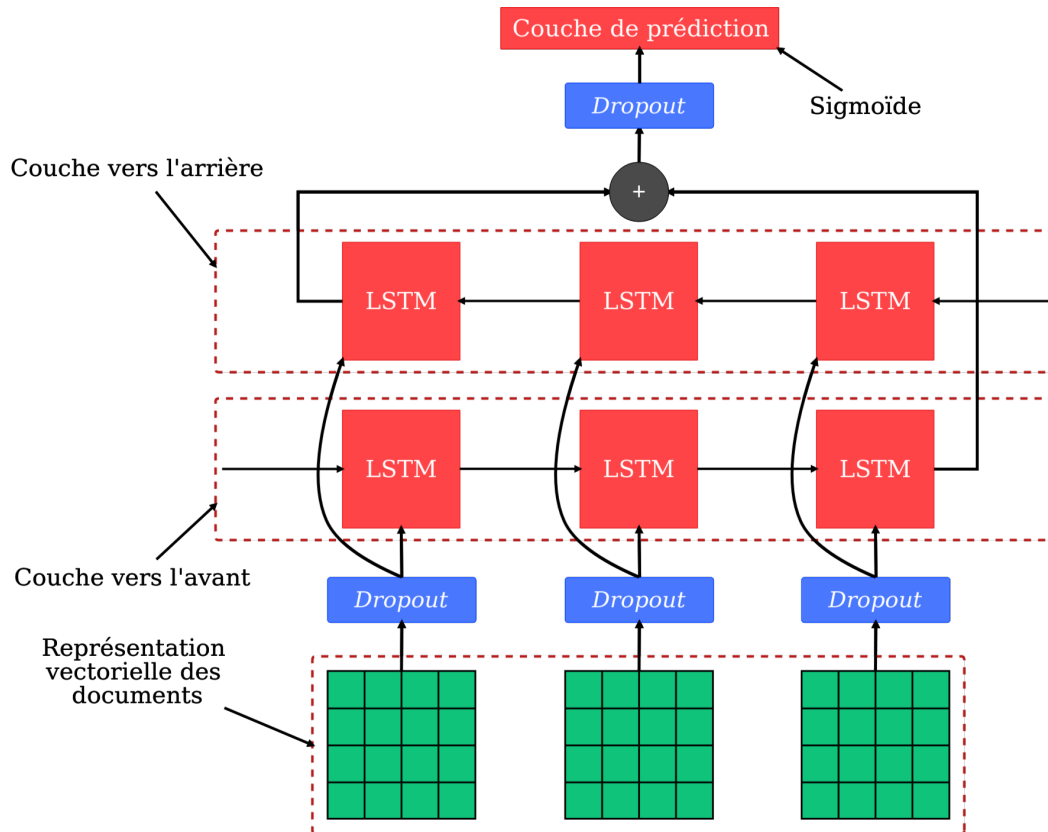 Couche de prédiction
Dropout
Sigmoïde
Couche vers l'arrière
+
LSTM
LSTM
LSTM
LSTM
LSTM
LSTM
Couche vers l'avant
Dropout
Dropout
Dropout
Représentation
vectorielle des
documents